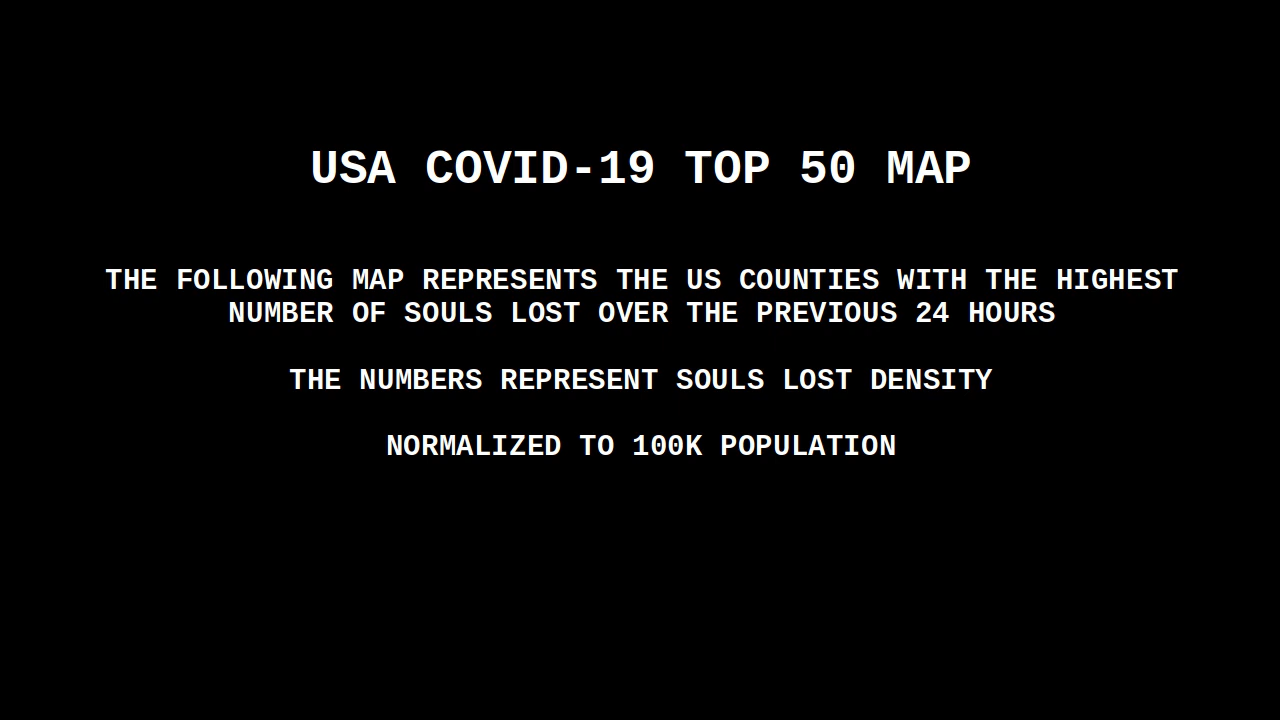 USA COVID-19 TOP 50 MAP
THE FOLLOWING MAP REPRESENTS THE US COUNTIES WITH THE HIGHEST
NUMBER OF SOULS LOST OVER THE PREVIOUS 24 HOURS
THE NUMBERS REPRESENT SOULS LOST DENSITY
NORMALIZED TO 100K POPULATION